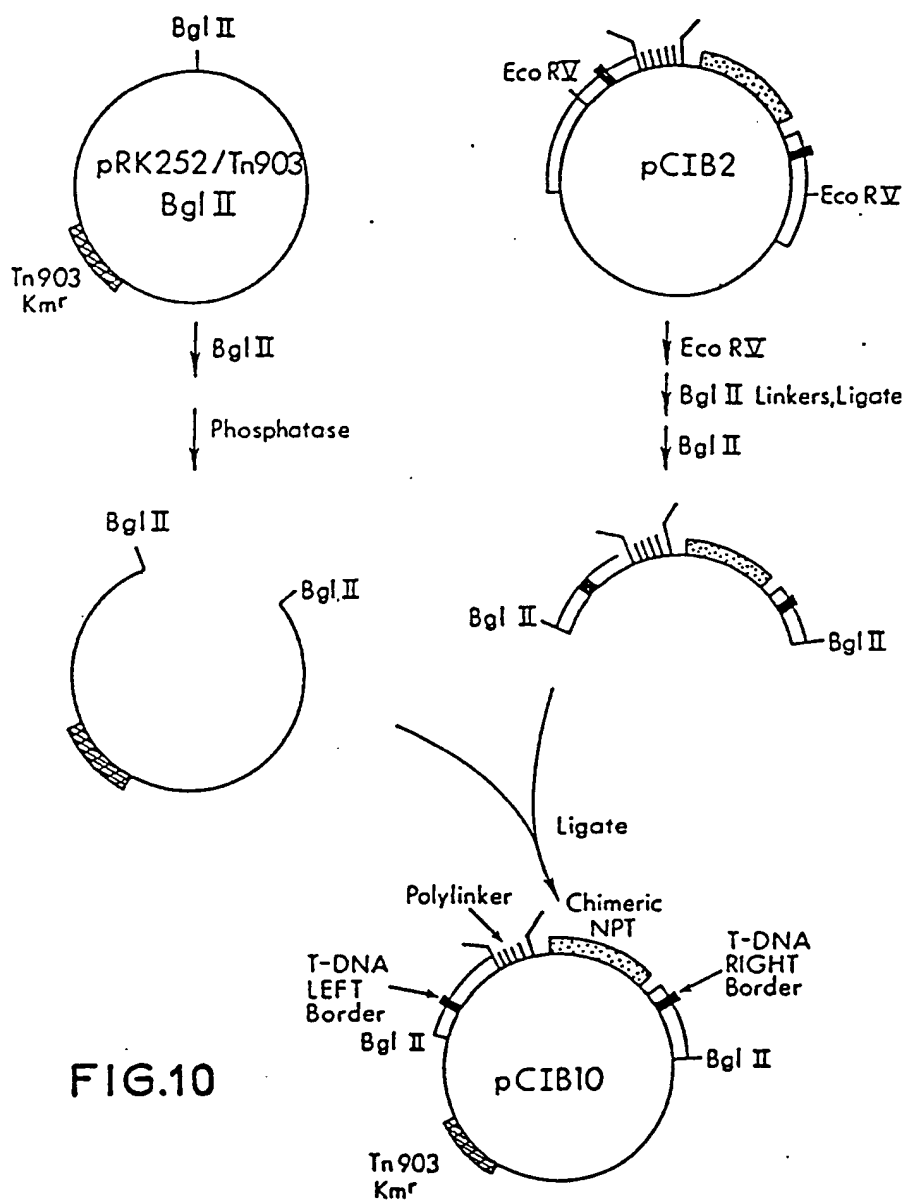 Bgl II
pRK252/Tn903
Bgl II
Tn903
Kmr
Eco RV
pCIB2
Eco RV
Bgl II
Phosphatase
Eco RV
Bgl II Linkers,Ligate
Bgl II
Bgl II
Bgl II
Bgl II
Bgl II
Ligate
Polylinker
Chimeric
NPT
T-DNA
LEFT
Border
T-DNA
RIGHT
Border
Bgl II
Bgl II
pCIB10
FIG.10
Tn903
Kmr